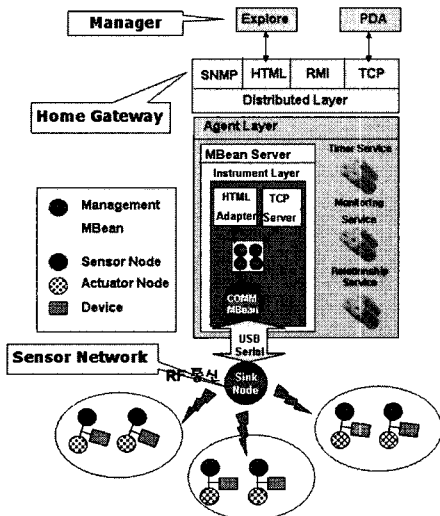 Manager
Explore
PDA
SNMP
HTML
RMI
TCP
Home Gateway
Distributed Layer
Agent Layer
MBean Server
Instrument Layer
HTML
Adapter
TCP
Server
Timer Service
Monitoring
Service
Relationship
Service
Management
MBean
Sensor Node
Actuator Node
Device
COMM
MBean
USB
Serial
Sensor Network
RF 통신
Sink
Node